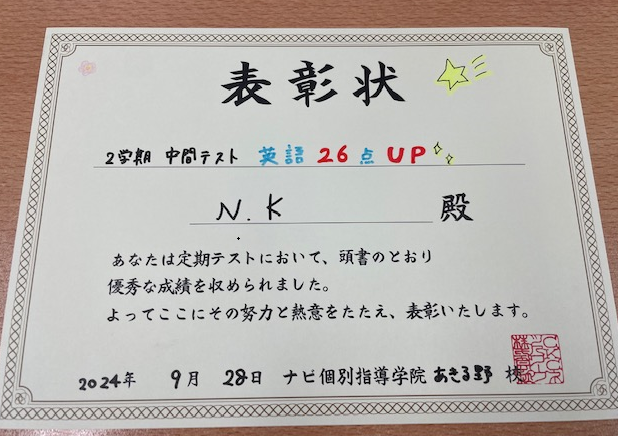 表彰状
2学期 中間テスト 英語 26点 UP
N.K 殿
あなたは定期テストにおいて、頭書のとおり
優秀な成績を収められました。
よってここにその努力と熱意をたたえ、表彰いたします。
2024年 9月 28日 ナビ個別指導学院 あきる野 校